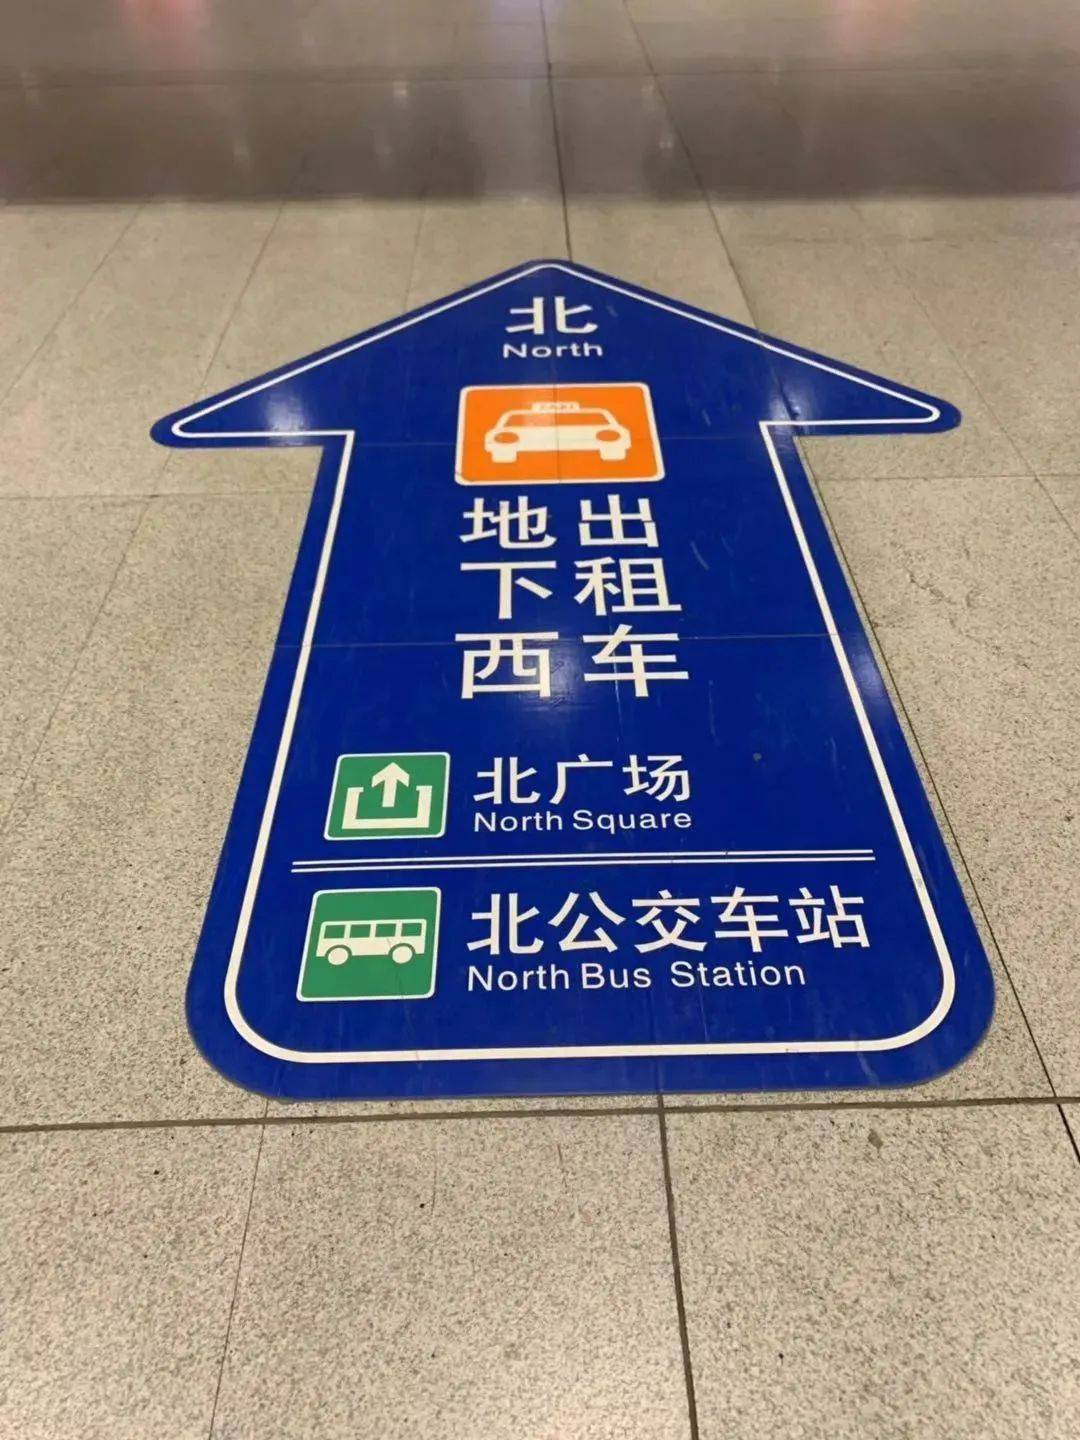 北
North
TAXI
地下西
出租车
北广场
North Square
北公交车站
North Bus Station